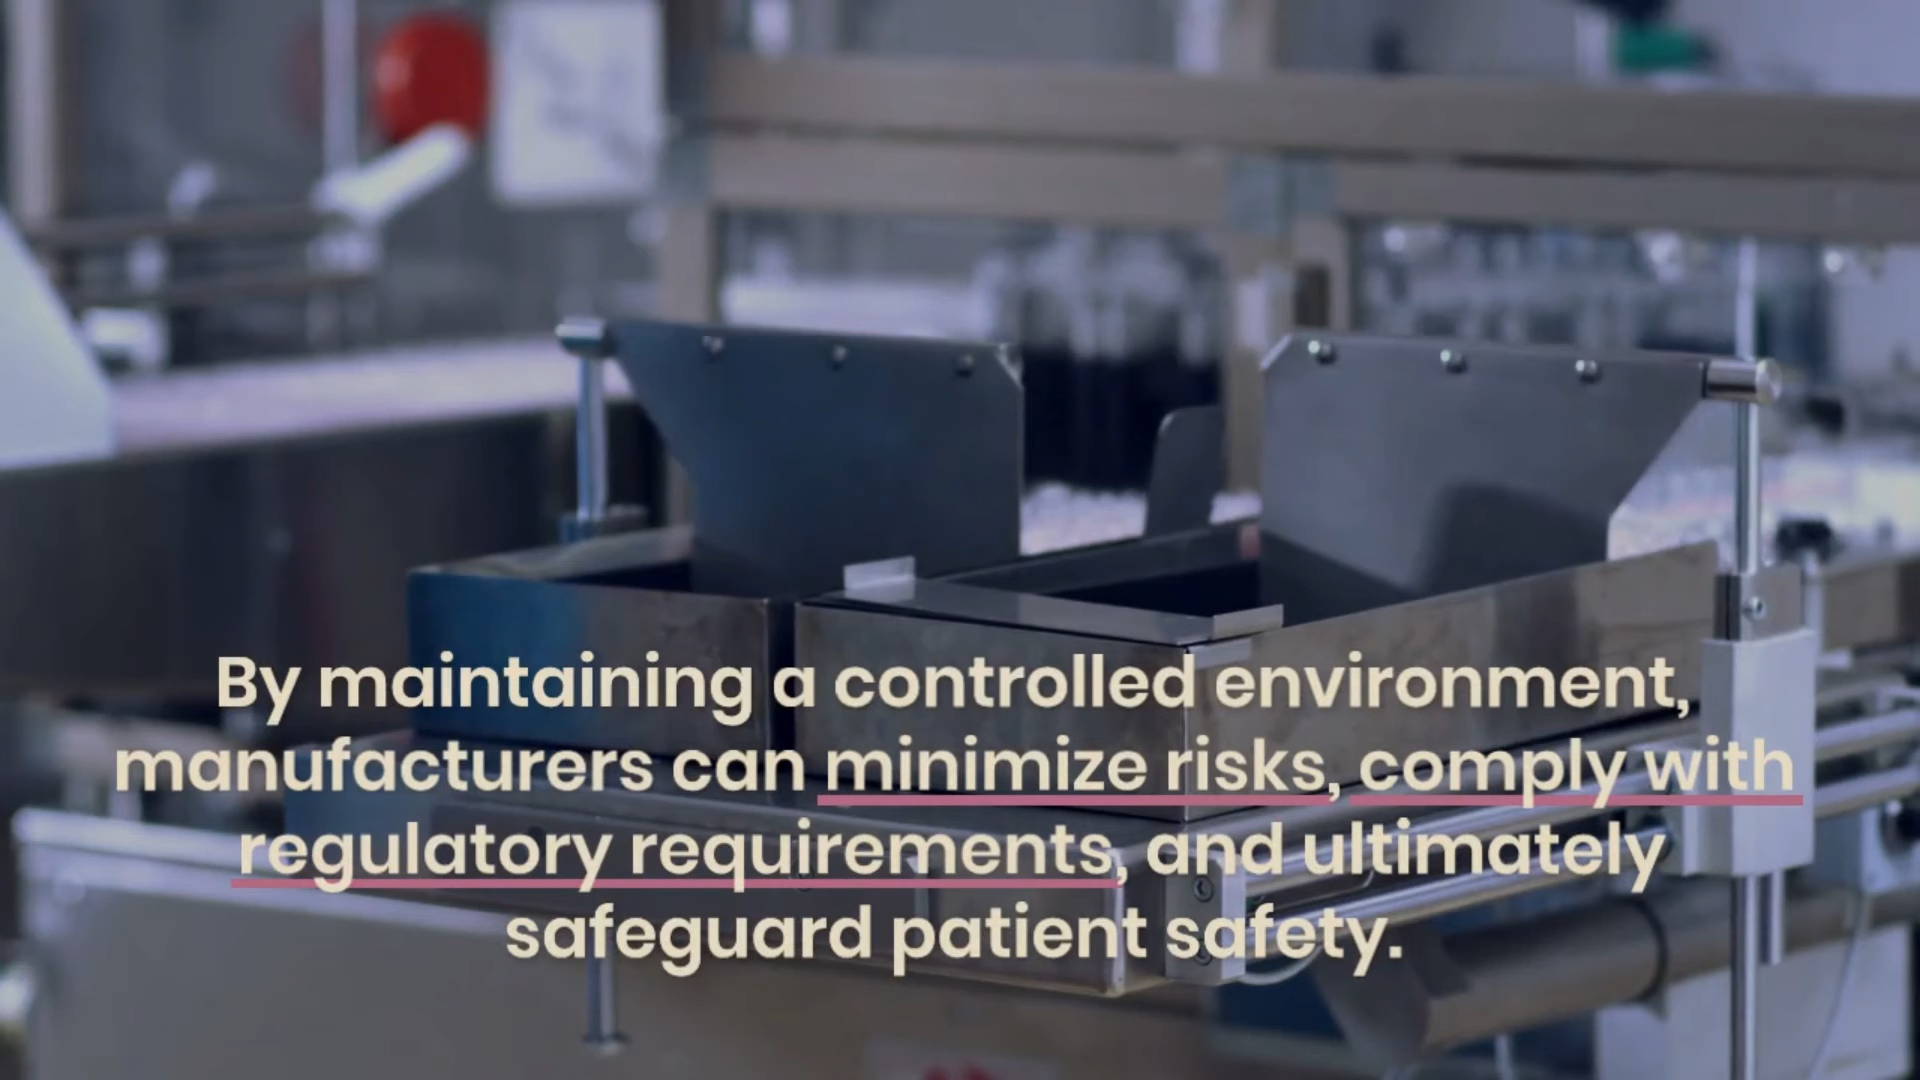 By maintaining a controlled environment,
manufacturers can minimize risks, comply with
regulatory requirements, and ultimately
safeguard patient safety.